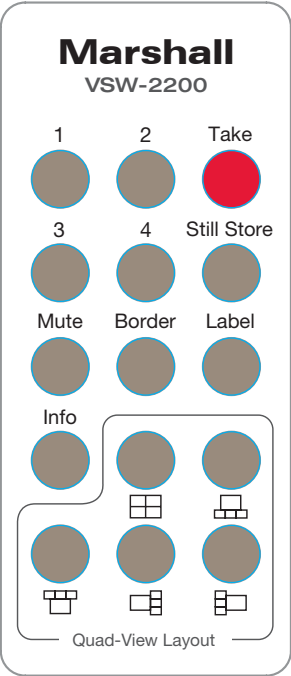 Marshall
VSW-2200
1 2 Take
3 4 Still Store
Mute Border Label
Info
Quad-View Layout